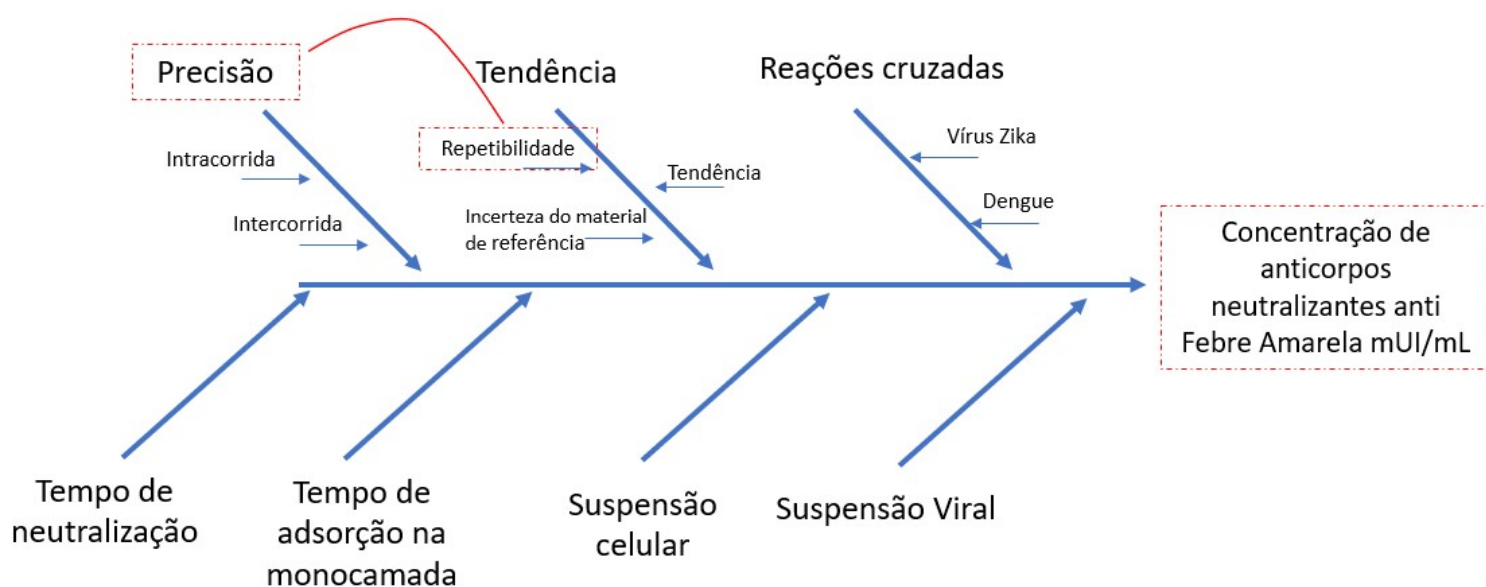 Precisão
Tendência
Reações cruzadas
Intracorrida
Intercorrida
Repetibilidade
Tendência
Incerteza do material
de referência
Vírus Zika
Dengue
Concentração de
anticorpos
neutralizantes anti
Febre Amarela mUI/mL
Tempo de
neutralização
Tempo de
adsorção na
monocamada
Suspensão
celular
Suspensão Viral